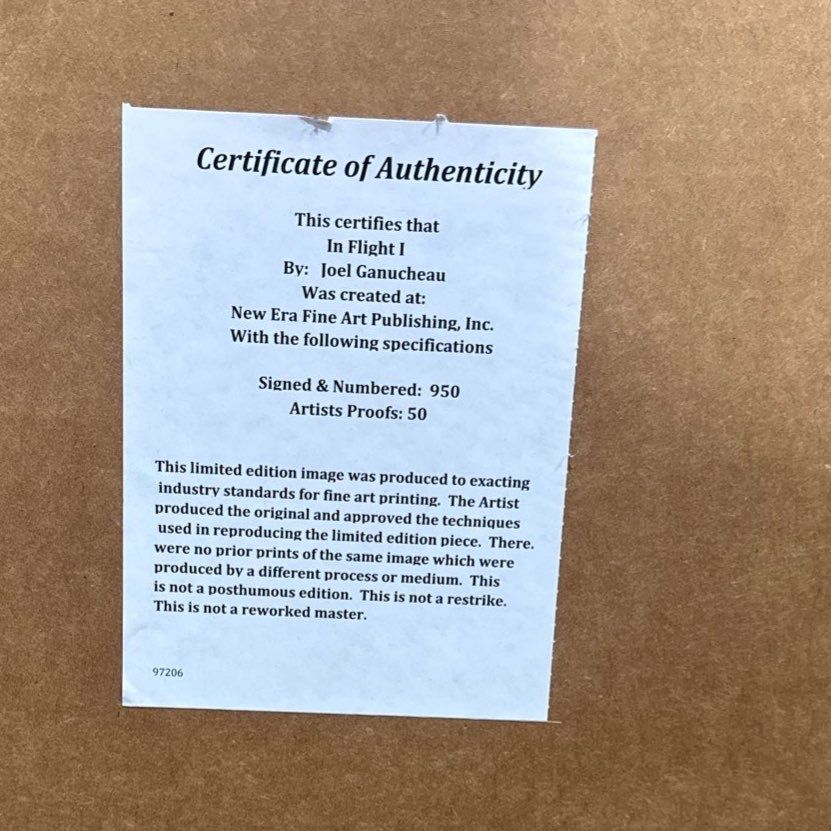 Certificate of Authenticity
This certifies that
In Flight I
By: Joel Ganucheau
Was created at:
New Era Fine Art Publishing, Inc.
With the following specifications
Signed & Numbered: 950
Artists Proofs: 50
This limited edition image was produced to exacting
industry standards for fine art printing. The Artist
produced the original and approved the techniques
used in reproducing the limited edition piece. There.
were no prior prints of the same image which were
produced by a different process or medium. This
is not a posthumous edition. This is not a restrike.
This is not a reworked master.
97206